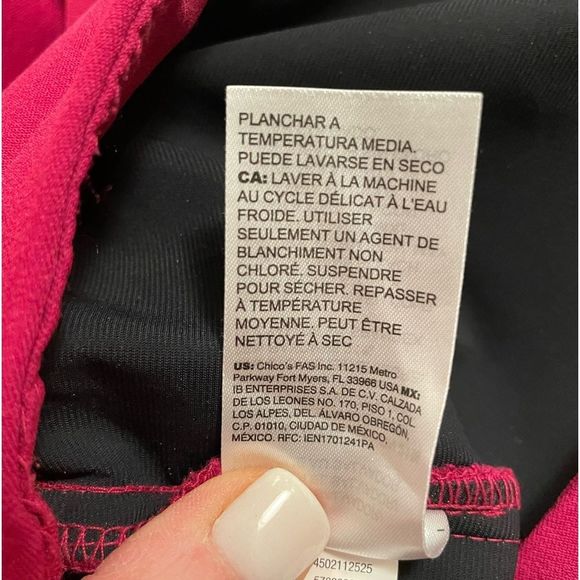 PLANCHAR A
TEMPERATURA MEDIA.
PUEDE LAVARSE EN SECO
CA: LAVER À LA MACHINE
AU CYCLE DÉLICAT À L'EAU
FROIDE. UTILISER
SEULEMENT UN AGENT DE
BLANCHIMENT NON
CHLORÉ. SUSPENDRE
POUR SÉCHER. REPASSER
À TEMPÉRATURE
MOYENNE. PEUT ÊTRE
NETTOYÉ À SEC
US: Chico's FAS Inc. 11215 Metro
Parkway Fort Myers, FL 33966 USA MX:
IB ENTERPRISES S.A. DE C.V. CALZADA
DE LOS LEONES NO. 170, PISO 1, COL.
LOS ALPES, DEL. ÁLVARO OBREGÓN,
C.P. 01010, CIUDAD DE MÉXICO,
MÉXICO. RFC: IEN1701241PA
4502112525